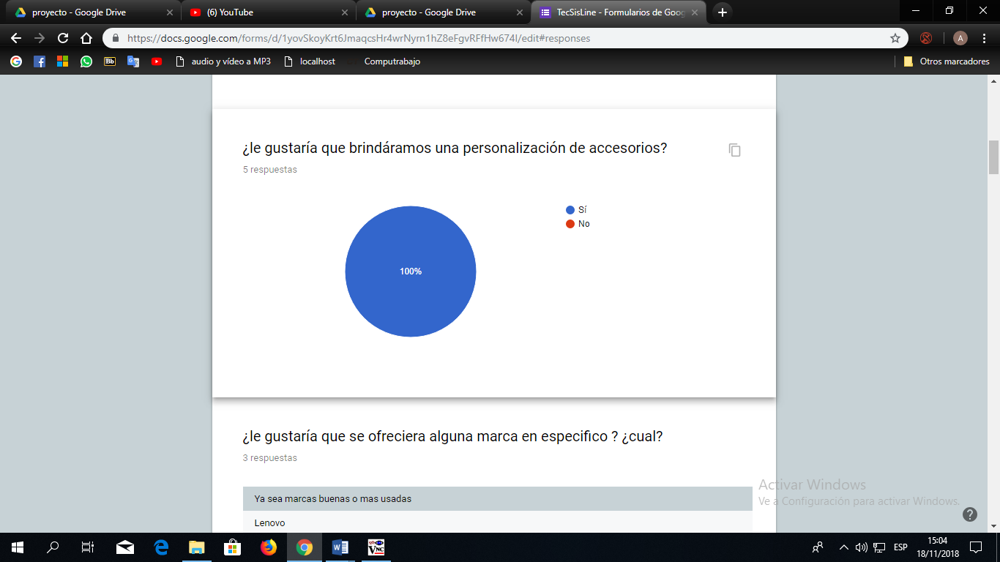 proyecto - Google Drive
(6) YouTube
proyecto - Google Drive
TecSisLine - Formularios de Goog
https://docs.google.com/forms/d/1yovSkoyKrt6JmaqcsHr4wrNyrn1hZ8eFgvRFfHw674I/edit#responses
A
Bb
audio y vídeo a MP3
localhost
Computrabajo
Otros marcadores
¿le gustaría que brindáramos una personalización de accesorios?
5 respuestas
100%
Sí
No
¿le gustaría que se ofreciera alguna marca en especifico ? ¿cual?
3 respuestas
Ya sea marcas buenas o mas usadas
Lenovo
Activar Windows
Ve a Configuración para activar Windows.
ESP
15:04
18/11/2018